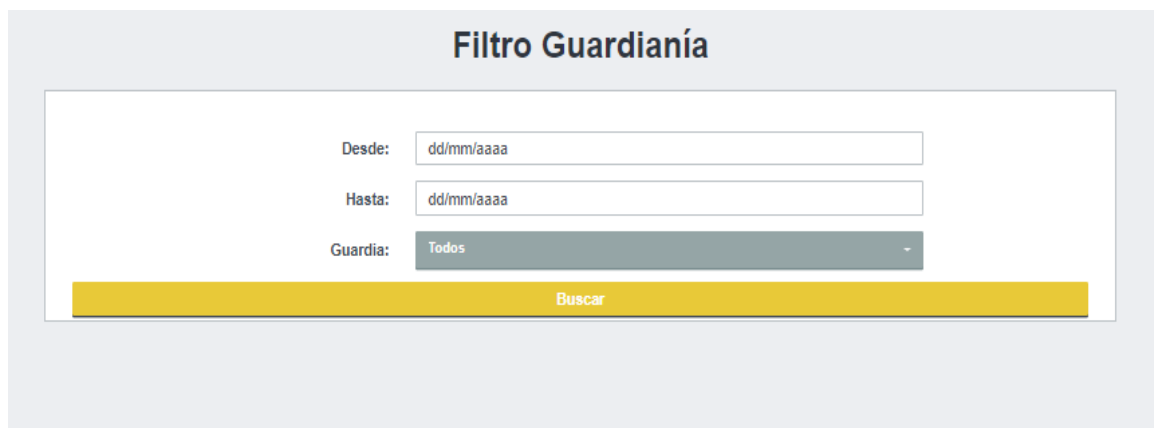 Filtro Guardianía
Desde: dd/mm/aaaa
Hasta: dd/mm/aaaa
Guardia: Todos
Buscar